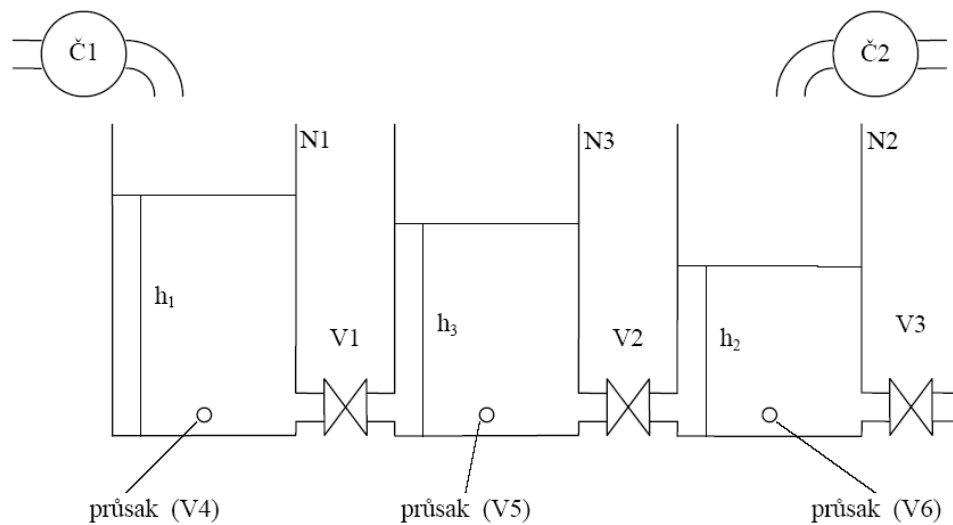 Č1
Č2
N1
N3
N2
h₁
h₃
h₂
V1
V2
V3
průsak (V4)
průsak (V5)
průsak (V6)